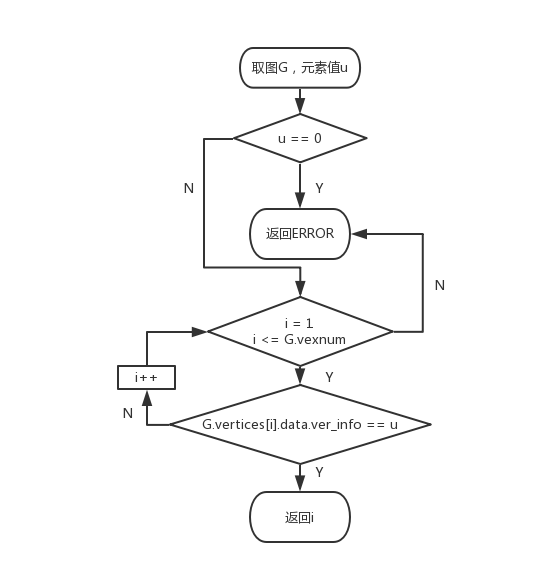 取图G，元素值u
u == 0
N
Y
返回ERROR
N
i = 1
i <= G.vexnum
Y
i++
N
G.vertices[i].data.ver_info == u
Y
返回i